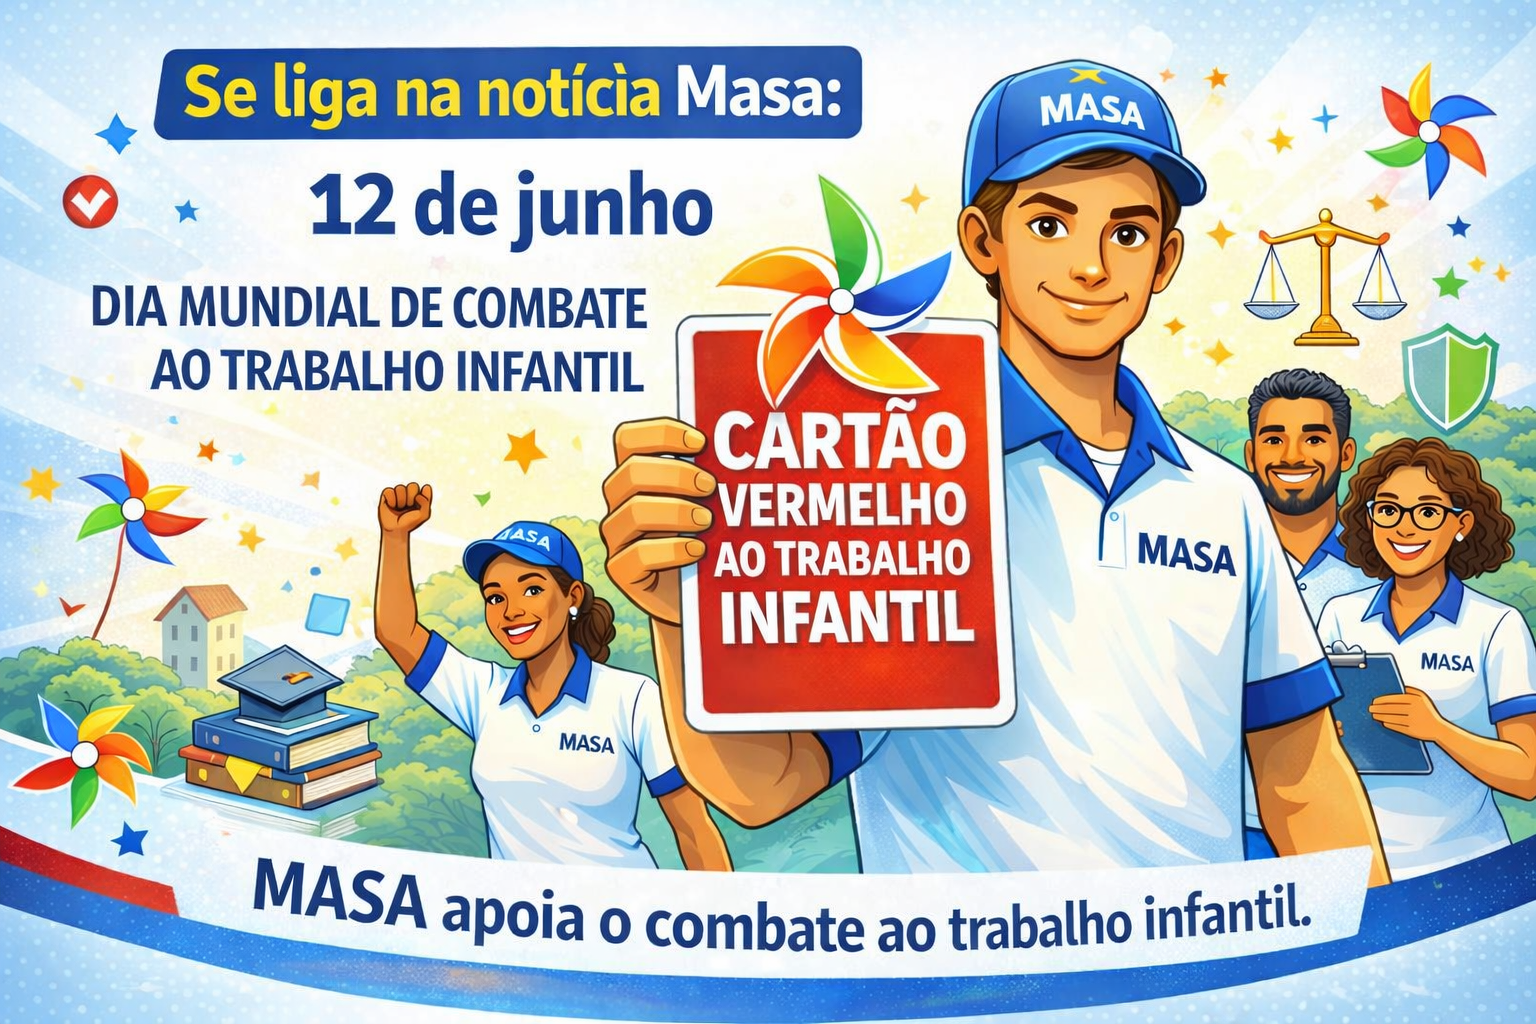 Se liga na notícìa Masa:
12 de junho
DIA MUNDIAL DE COMBATE
AO TRABALHO INFANTIL
MASA
CARTÃO
VERMELHO
AO TRABALHO
INFANTIL
MASA
MASA
MASA
MASA
MASA apoia o combate ao trabalho infantil.